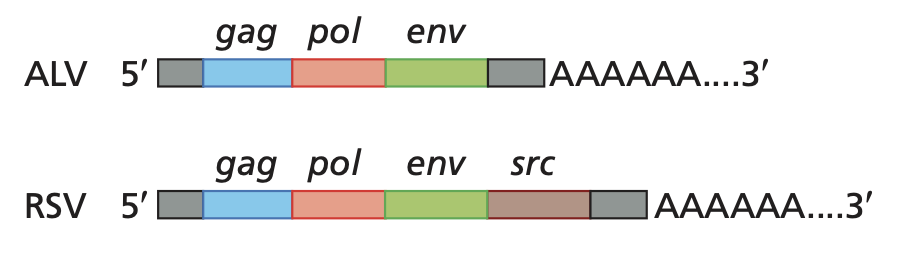 gag pol env
ALV 5′ AAAAAA....3′
gag pol env src
RSV 5′ AAAAAA....3′